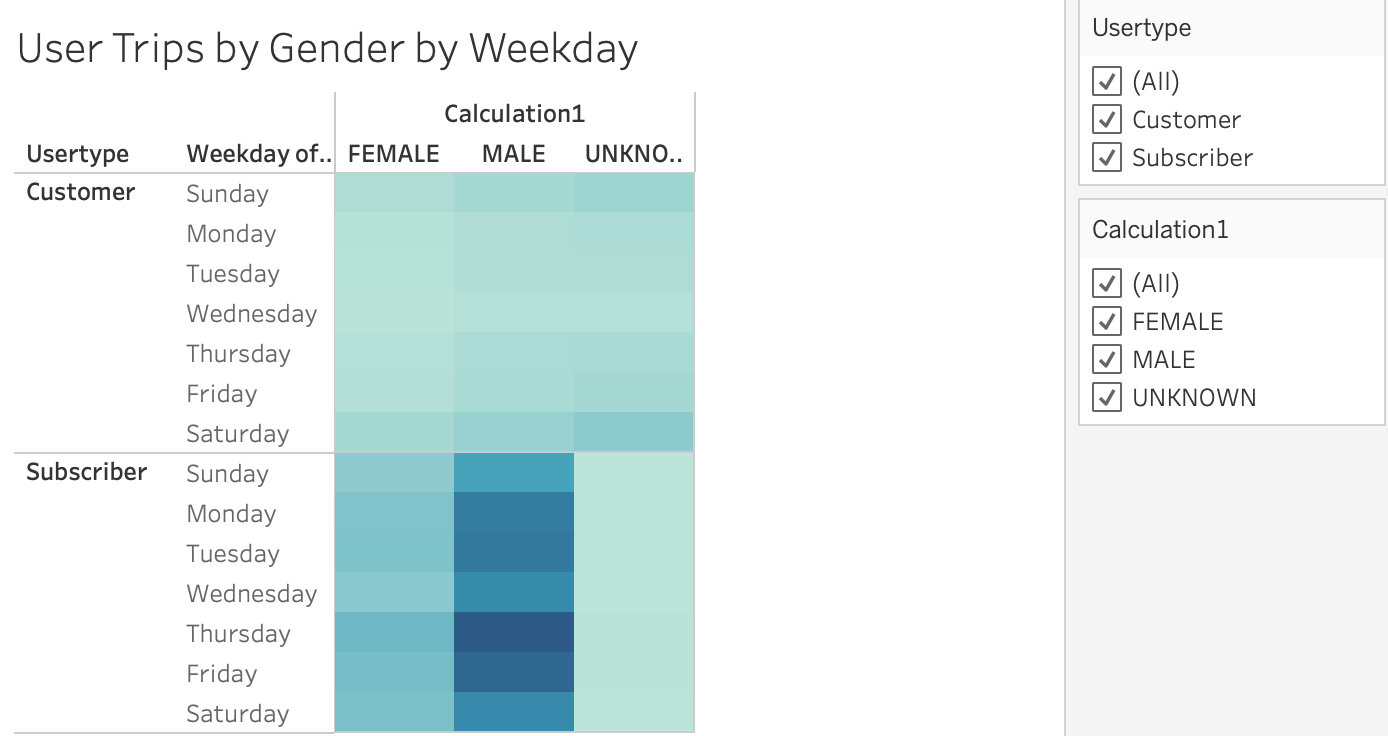 User Trips by Gender by Weekday
Calculation1
Usertype Weekday of.. FEMALE MALE UNKNO..
Customer Sunday
Monday
Tuesday
Wednesday
Thursday
Friday
Saturday
Subscriber Sunday
Monday
Tuesday
Wednesday
Thursday
Friday
Saturday
Usertype
(All)
Customer
Subscriber
Calculation1
(All)
FEMALE
MALE
UNKNOWN